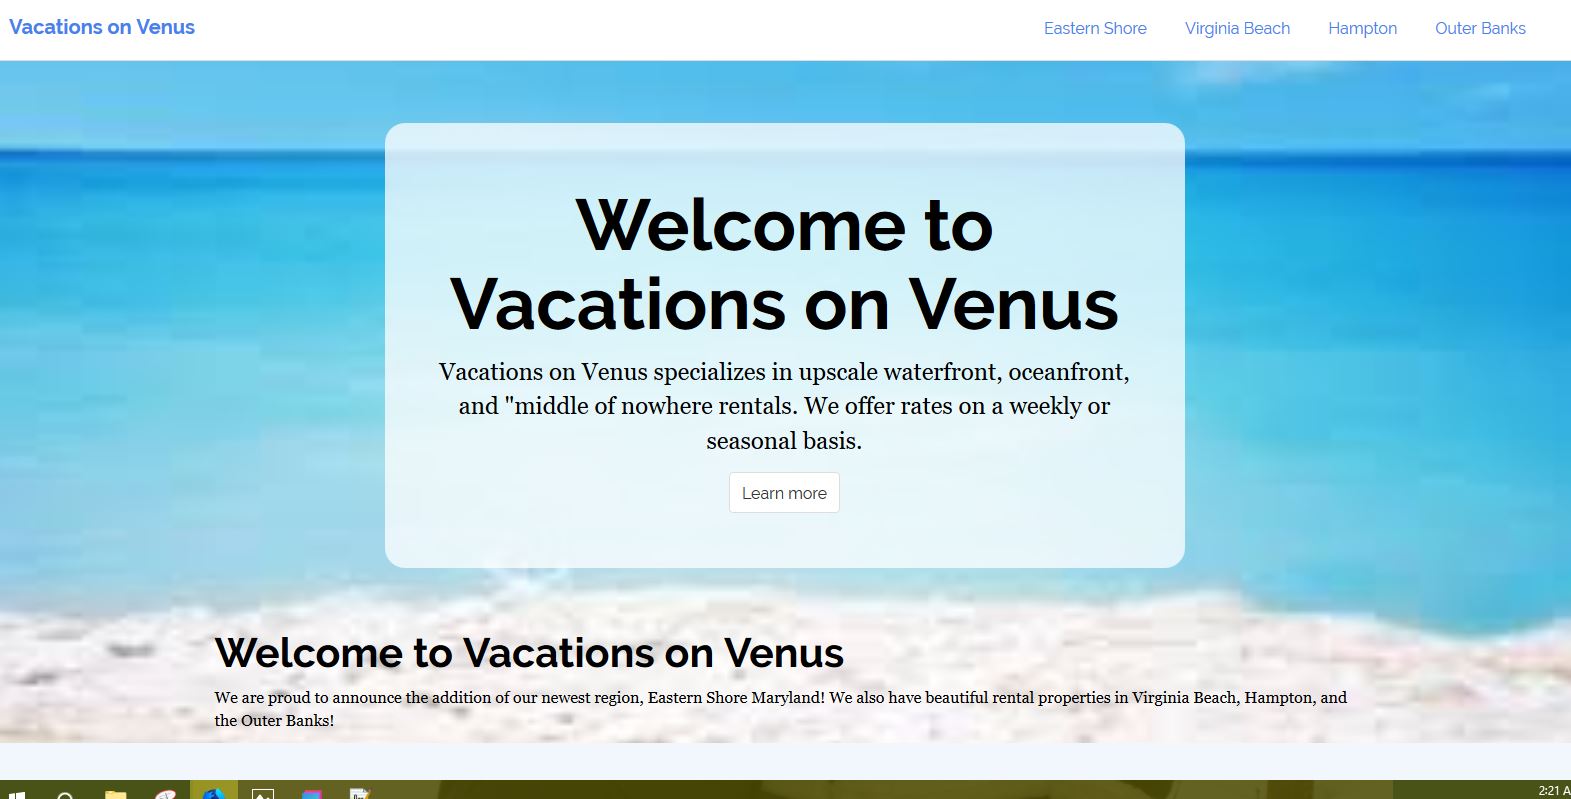 Vacations on Venus
Eastern Shore Virginia Beach Hampton Outer Banks
Welcome to
Vacations on Venus
Vacations on Venus specializes in upscale waterfront, oceanfront,
and "middle of nowhere rentals. We offer rates on a weekly or
seasonal basis.
Learn more
Welcome to Vacations on Venus
We are proud to announce the addition of our newest region, Eastern Shore Maryland! We also have beautiful rental properties in Virginia Beach, Hampton, and
the Outer Banks!
2:21 A